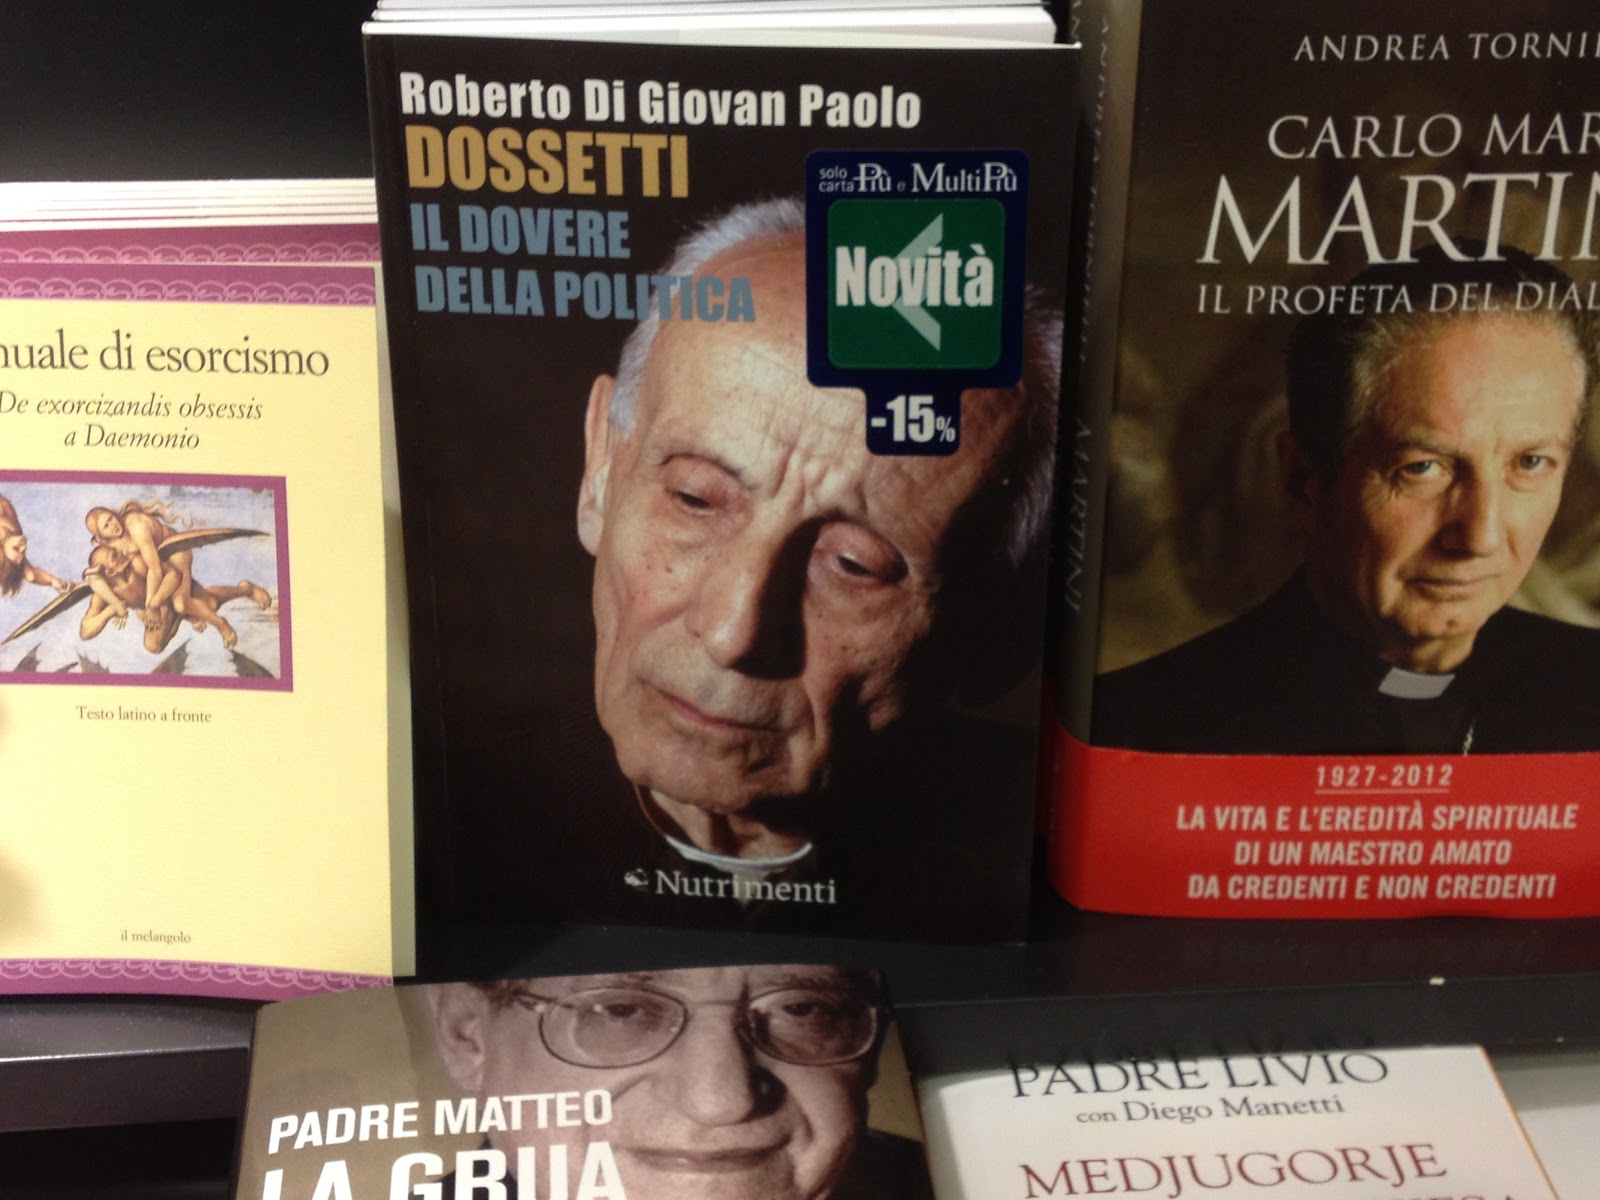 di esorcismo
De exorcizandis obsessis
a Daemonio
Testo latino a fronte
il melangolo
Roberto Di Giovan Paolo
DOSSETTI
IL DOVERE
DELLA POLITICA
solo
carta Più e MultiPiù
Novità
-15%
Nutrimenti
ANDREA TORNI
CARLO MAR
MARTIN
IL PROFETA DEL DIAL
1927-2012
LA VITA E L'EREDITÀ SPIRITUALE
DI UN MAESTRO AMATO
DA CREDENTI E NON CREDENTI
PADRE MATTEO
LA GRUA
PADRE LIVIO
con Diego Manetti
MEDJUGORJE